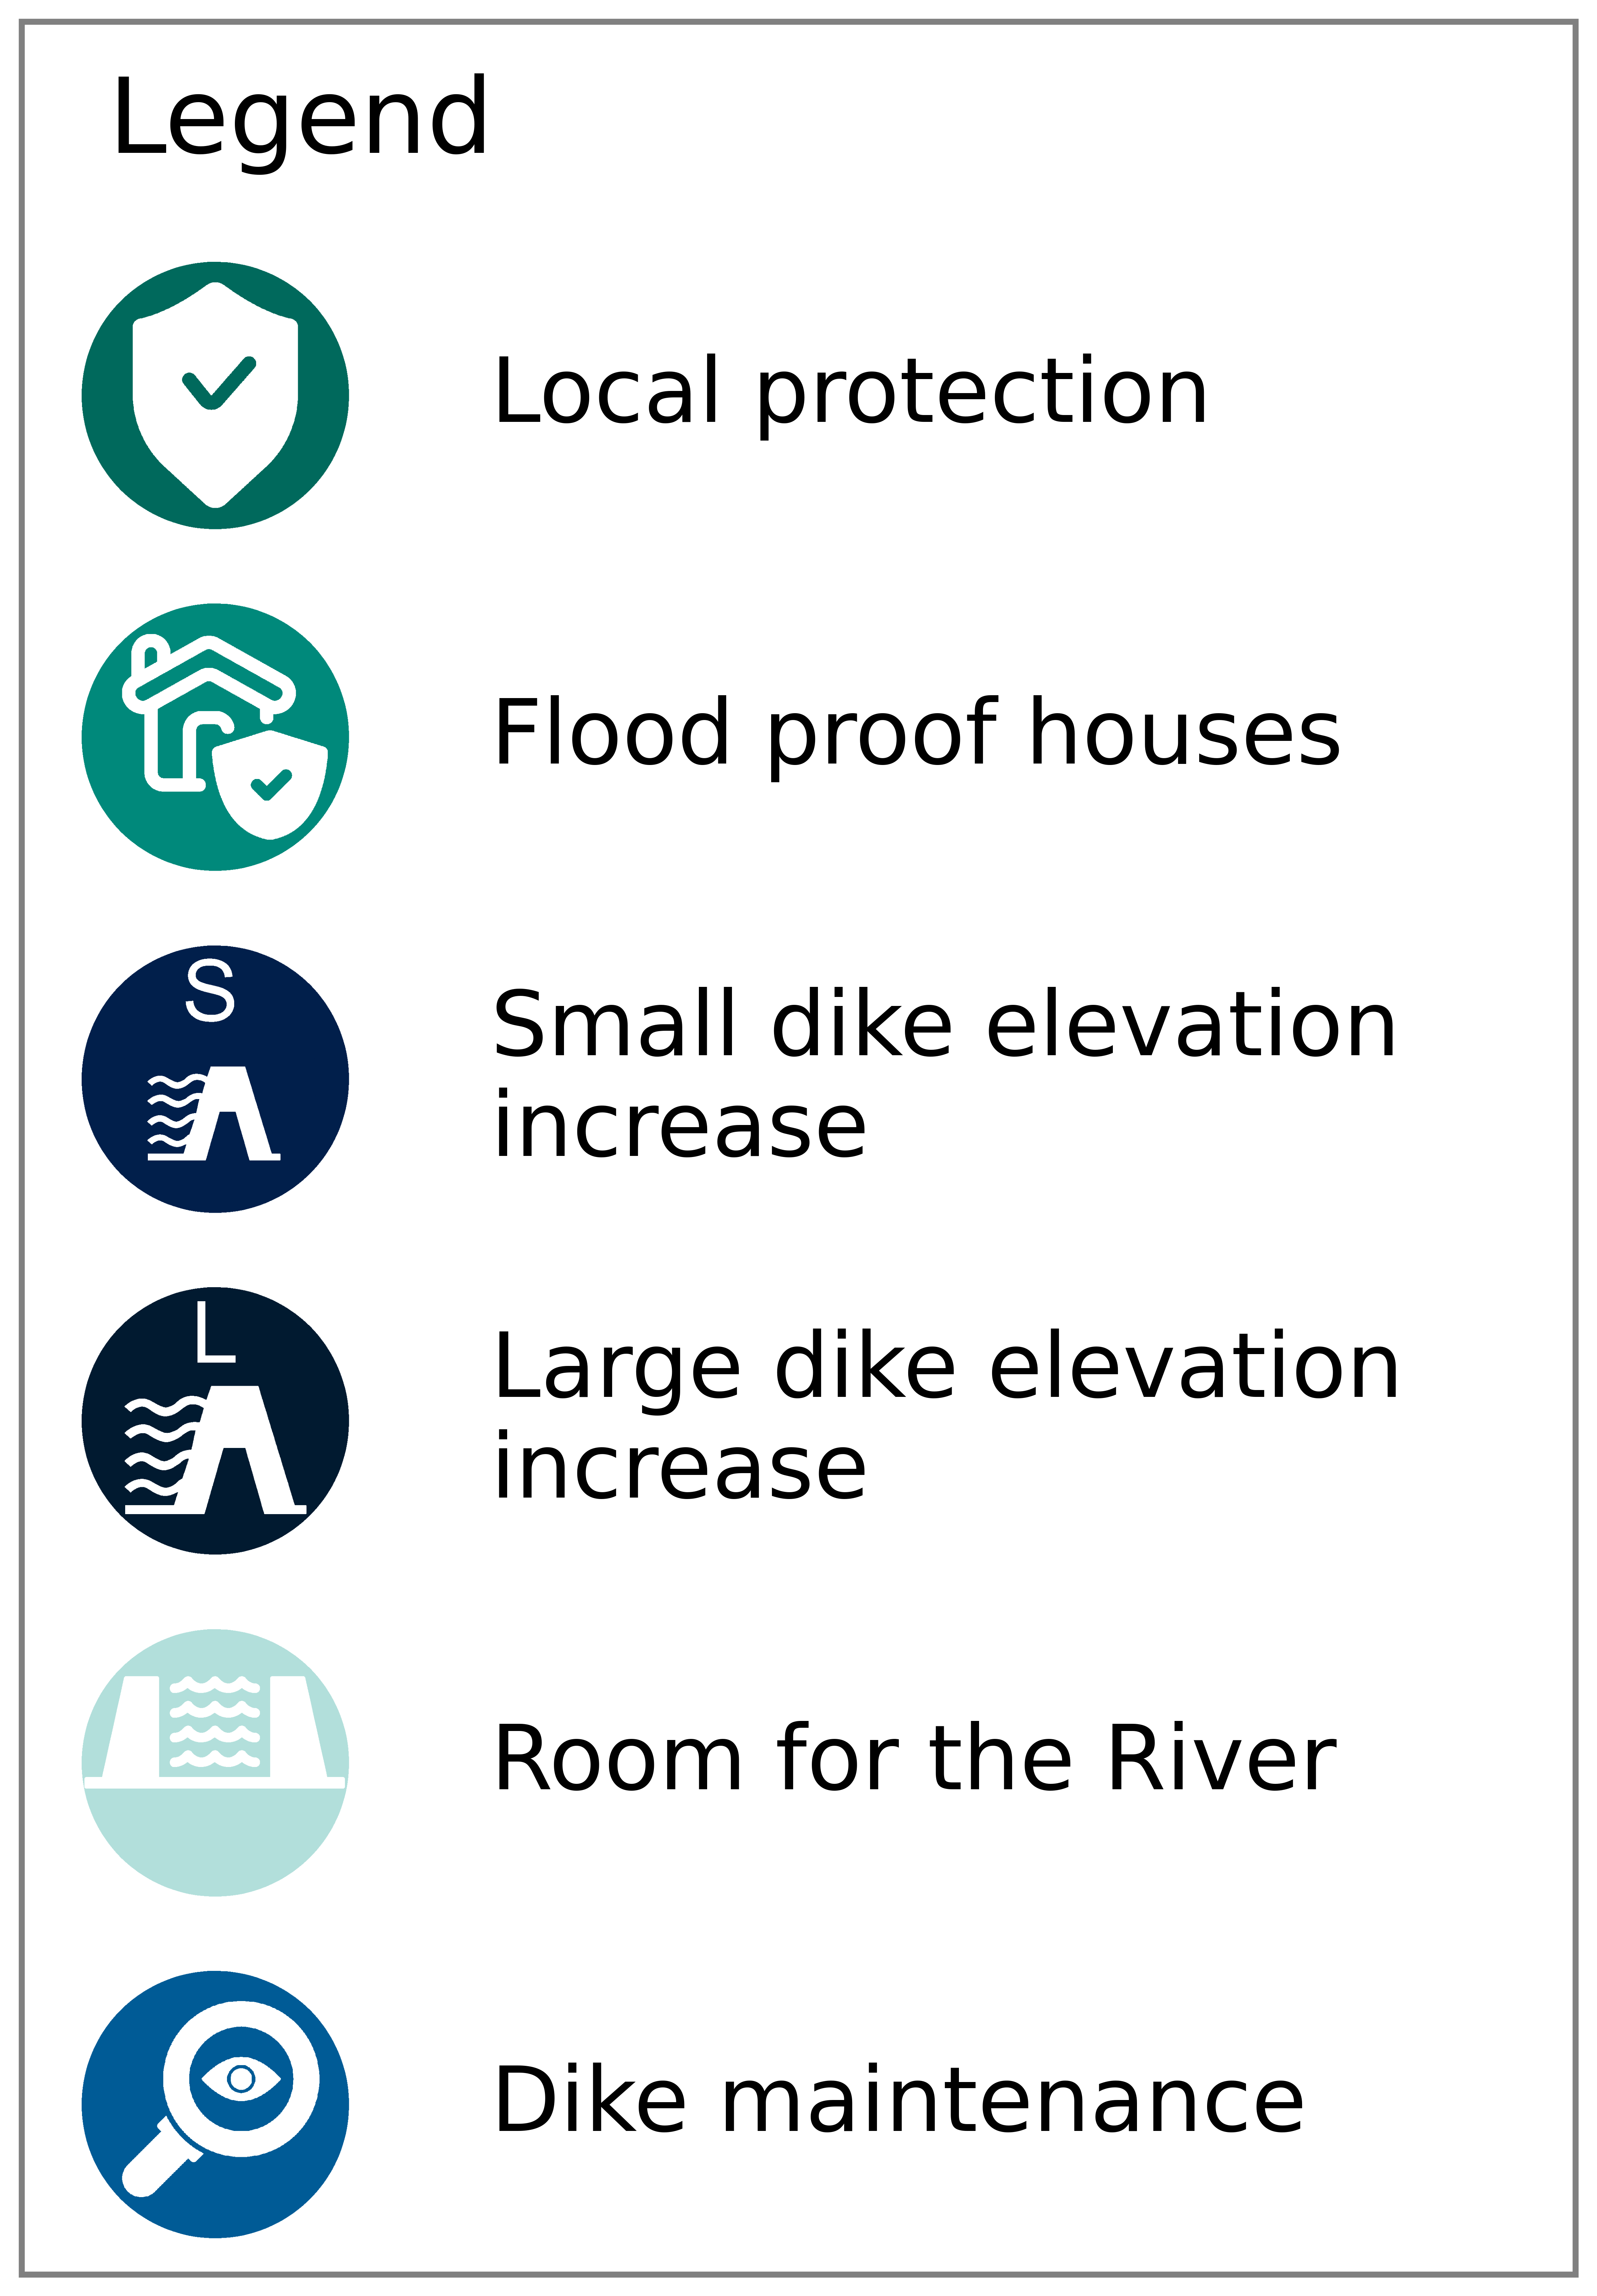 Legend
Local protection
Flood proof houses
S
Small dike elevation
increase
L
Large dike elevation
increase
Room for the River
Dike maintenance